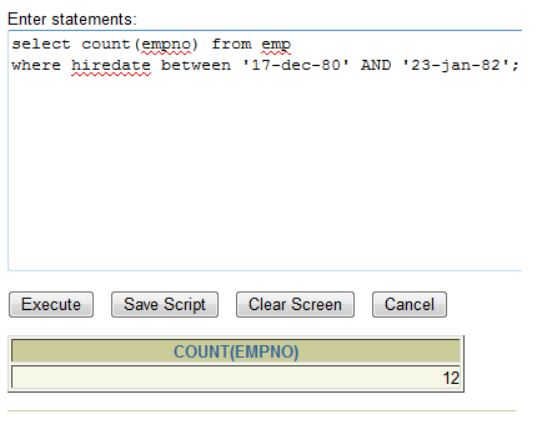 Enter statements:
select count(empno) from emp
where hiredate between '17-dec-80' AND '23-jan-82';
Execute Save Script Clear Screen Cancel
COUNT(EMPNO)
12